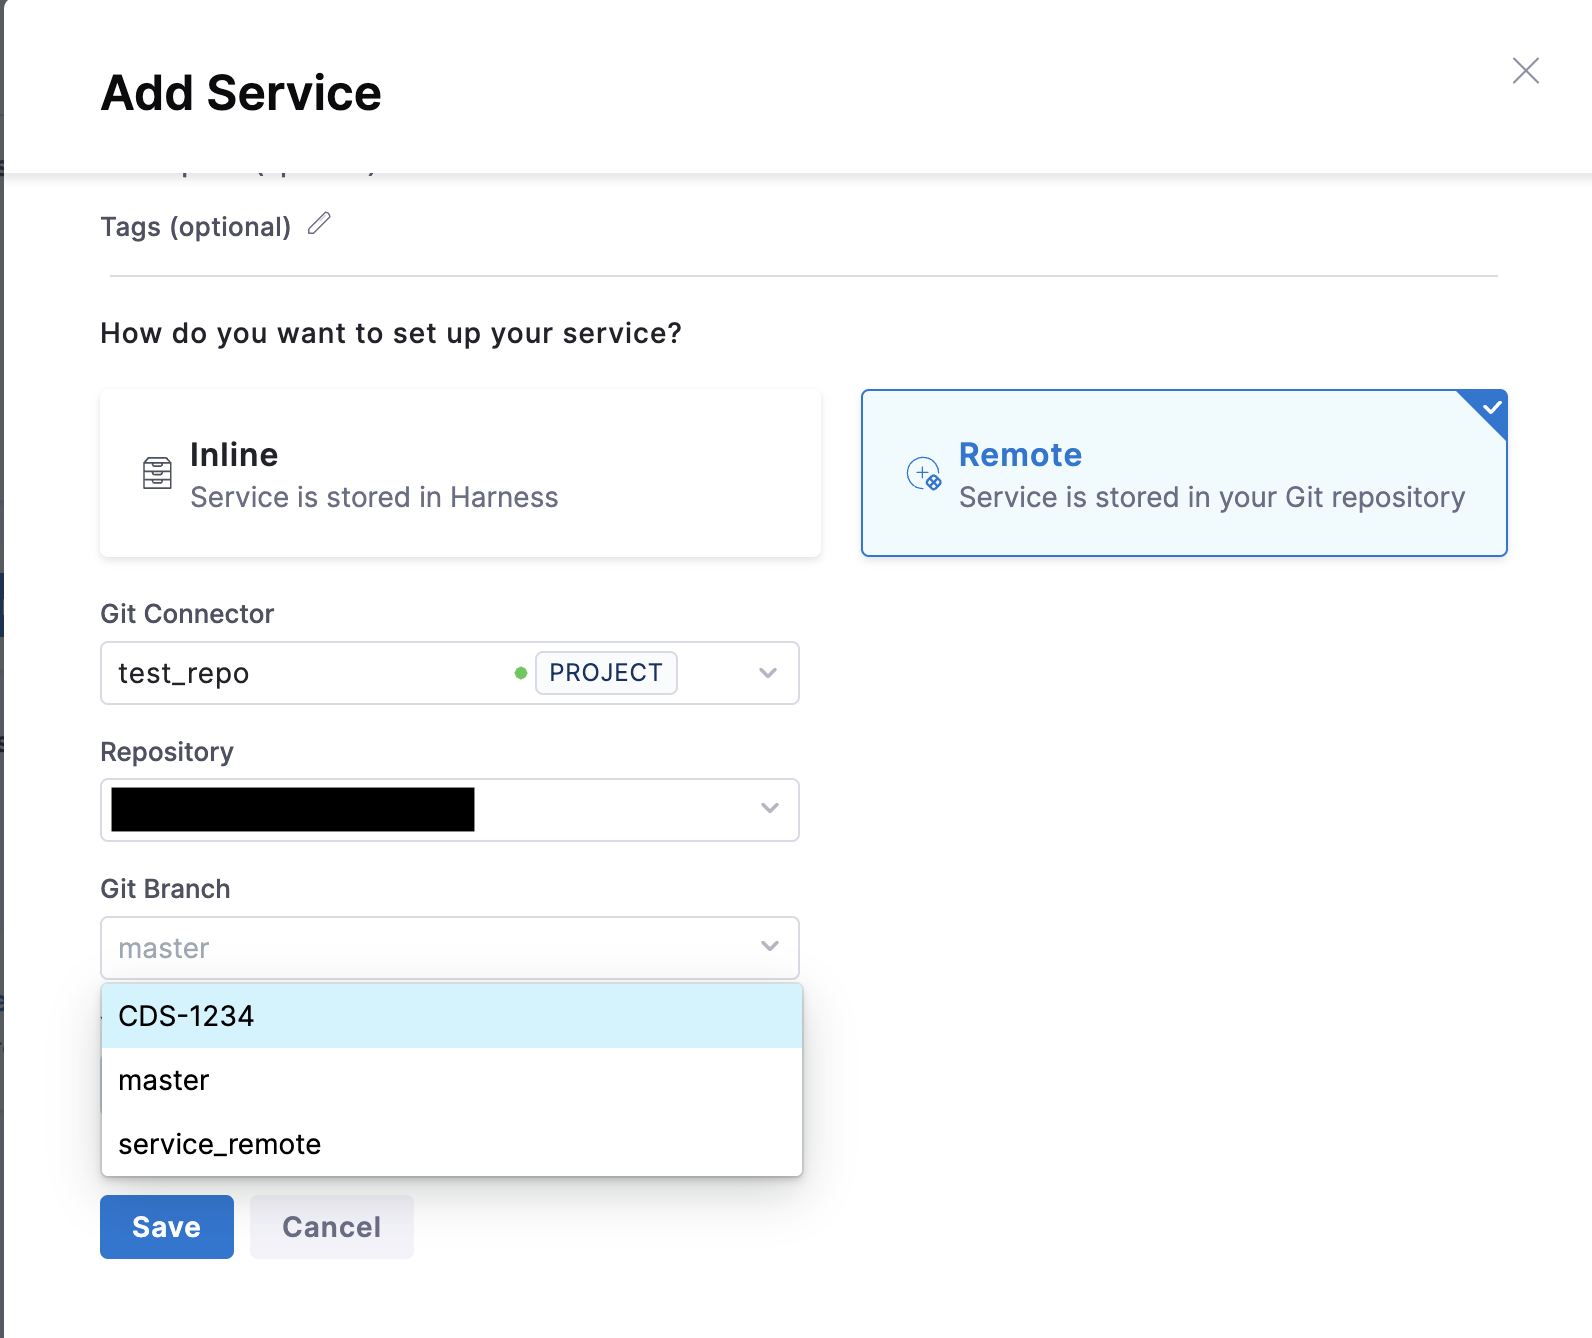 Add Service
Tags (optional)
How do you want to set up your service?
Inline
Service is stored in Harness
Remote
Service is stored in your Git repository
Git Connector
test_repo PROJECT
Repository
Git Branch
master
CDS-1234
master
service_remote
Save Cancel